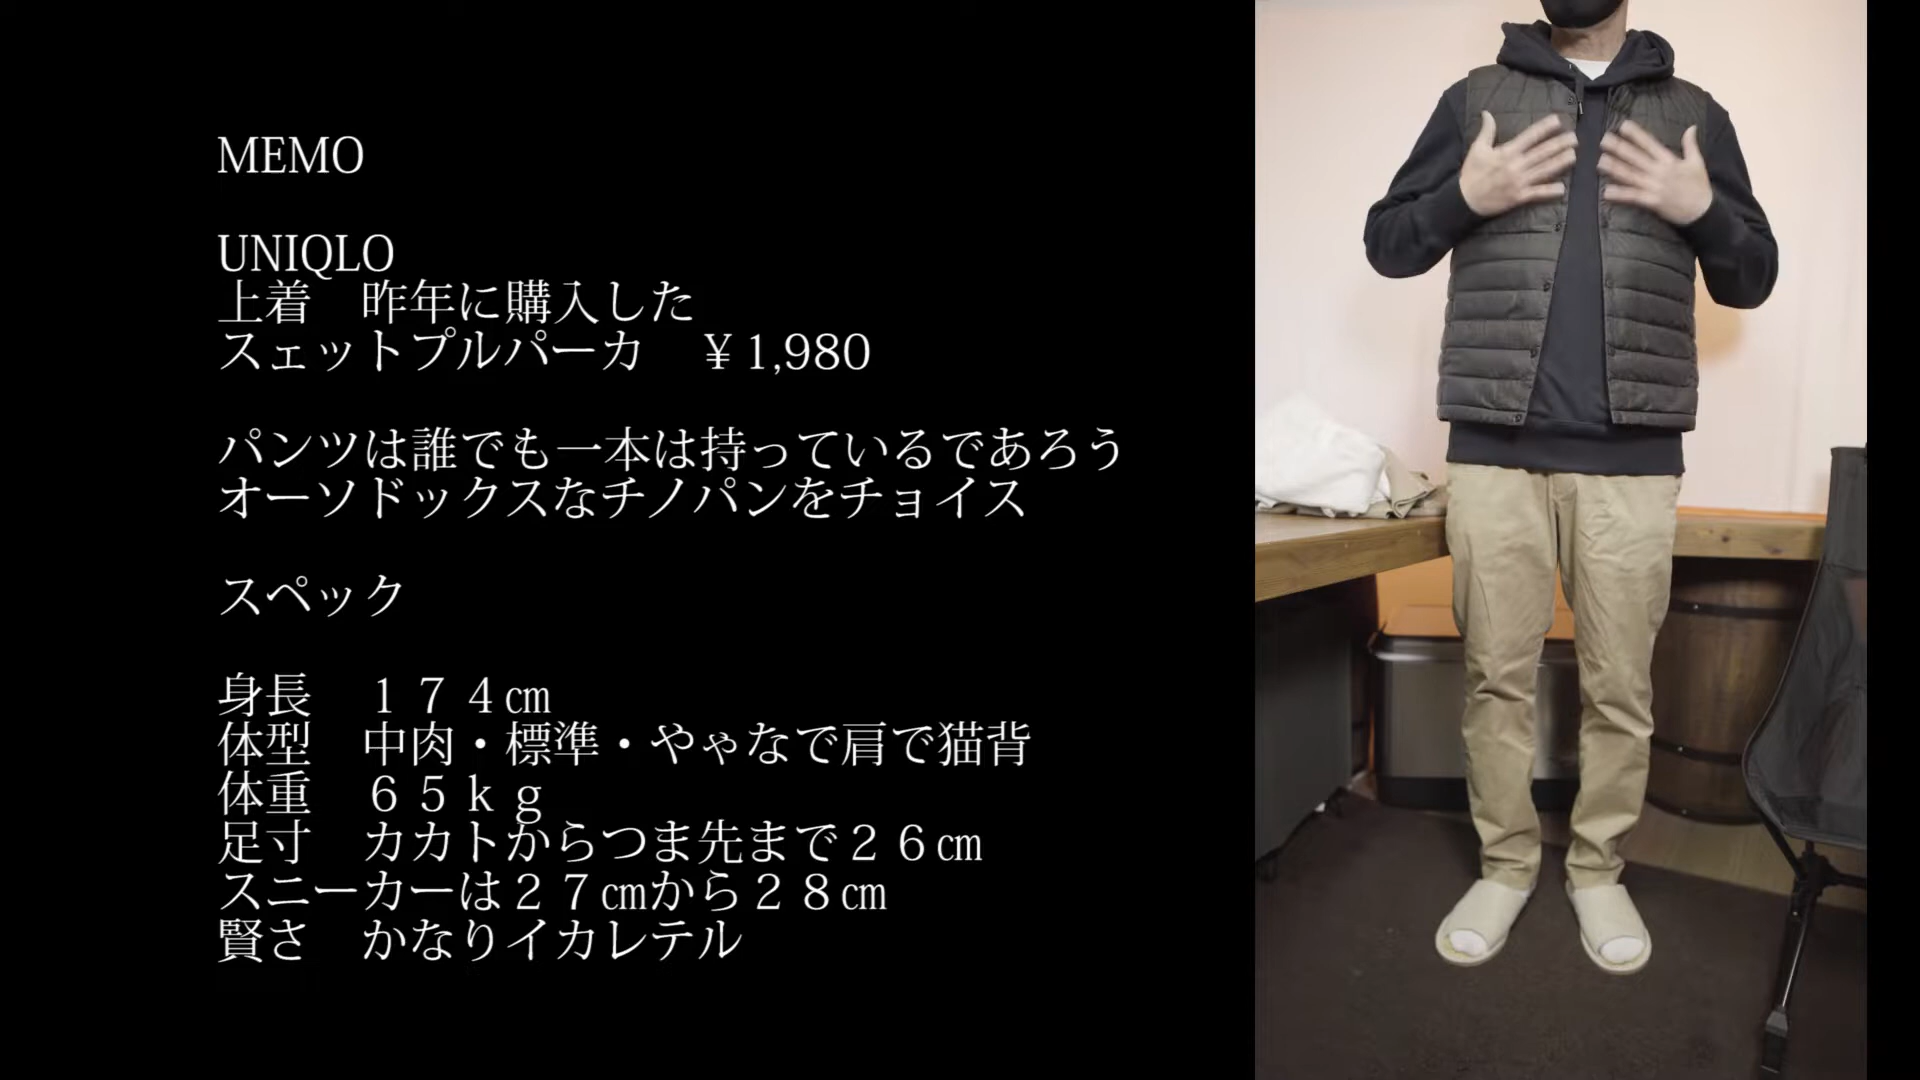 MEMO
UNIQLO
上着　昨年に購入した
スェットプルパーカ　￥1,980
パンツは誰でも一本は持っているであろう
オーソドックスなチノパンをチョイス
スペック
身長　１７４㎝
体型　中肉・標準・やゃなで肩で猫背
体重　６５ｋｇ
足寸　カカトからつま先まで２６㎝
スニーカーは２７㎝から２８㎝
賢さ　かなりイカレテル